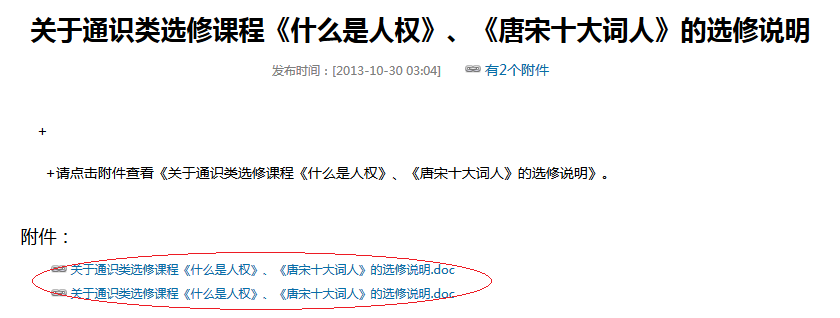 关于通识类选修课程《什么是人权》、《唐宋十大词人》的选修说明
发布时间：[2013-10-30 03:04] 有2个附件
+
+请点击附件查看《关于通识类选修课程《什么是人权》、《唐宋十大词人》的选修说明》。
附件：
关于通识类选修课程《什么是人权》、《唐宋十大词人》的选修说明.doc
关于通识类选修课程《什么是人权》、《唐宋十大词人》的选修说明.doc